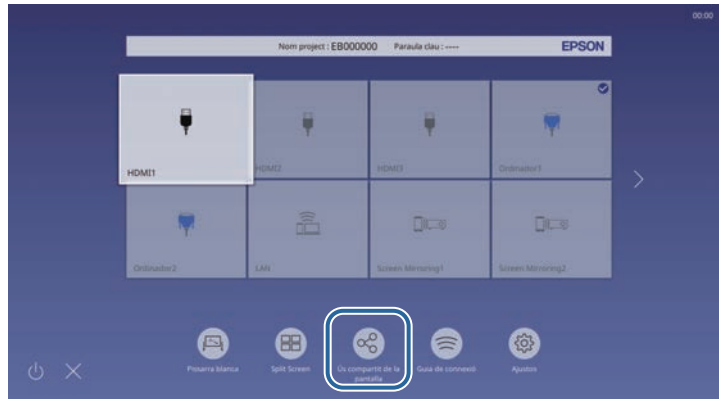 00:00
Nom project : EB000000 Paraula clau : ---- EPSON
HDMI1
HDMI2
HDMI3
Ordinador1
Ordinador2
LAN
Screen Mirroring1
Screen Mirroring2
Pissarra blanca
Split Screen
Ús compartit de la
pantalla
Guia de connexió
Ajustos